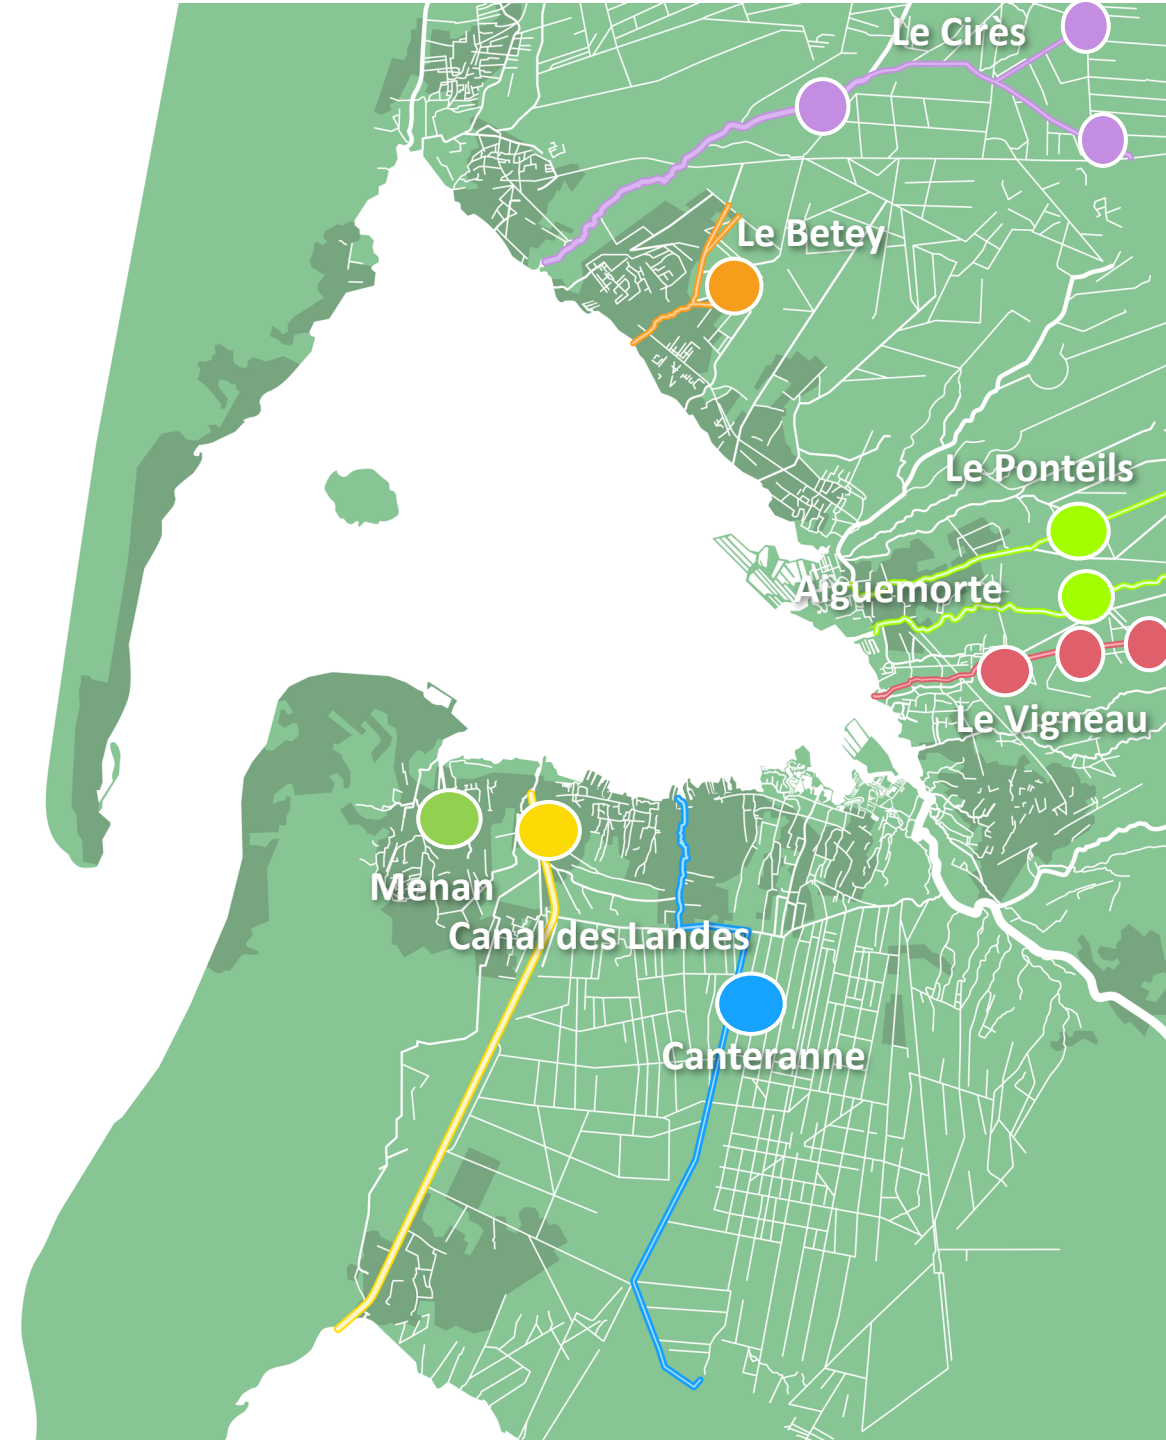 Le Cirès
Le Betey
Le Ponteils
Aiguemorte
Le Vigneau
Menan
Canal des Landes
Canteranne